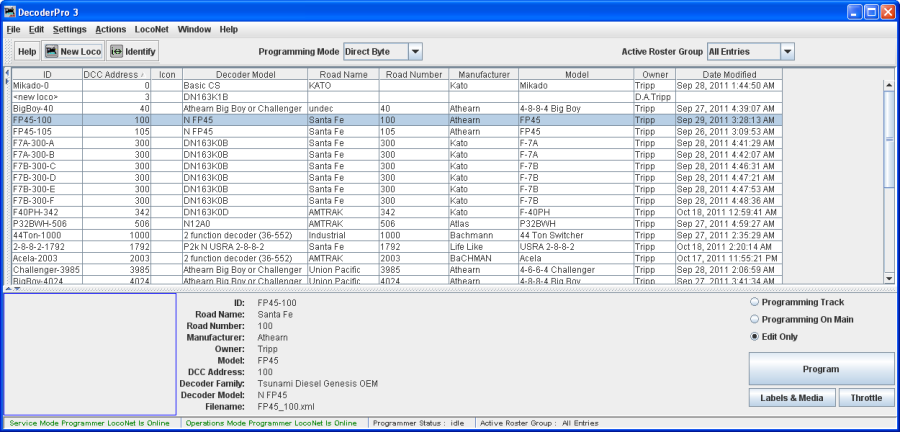 DecoderPro 3
File Edit Settings Actions LocoNet Window Help
Help New Loco Identify Programming Mode Direct Byte Active Roster Group All Entries
ID DCC Address Icon Decoder Model Road Name Road Number Manufacturer Model Owner Date Modified
Mikado-0 0 Basic CS KATO Kato Mikado Tripp Sep 28, 2011 1:44:50 AM
<new loco> 3 DN163K1B D.A.Tripp
BigBoy-40 40 Athearn Big Boy or Challenger undec 40 Athearn 4-8-8-4 Big Boy Tripp Sep 27, 2011 4:39:07 AM
FP45-100 100 N FP45 Santa Fe 100 Athearn FP45 Tripp Sep 29, 2011 3:28:13 AM
FP45-105 105 N FP45 Santa Fe 105 Athearn FP45 Tripp Sep 26, 2011 3:09:53 AM
F7A-300-A 300 DN163K0B Santa Fe 300 Kato F-7A Tripp Sep 28, 2011 4:41:29 AM
F7A-300-B 300 DN163K0B Santa Fe 300 Kato F-7A Tripp Sep 28, 2011 4:42:07 AM
F7B-300-C 300 DN163K0B Santa Fe 300 Kato F-7B Tripp Sep 28, 2011 4:46:31 AM
F7B-300-D 300 DN163K0B Santa Fe 300 Kato F-7B Tripp Sep 28, 2011 4:47:21 AM
F7B-300-E 300 DN163K0B Santa Fe 300 Kato F-7B Tripp Sep 28, 2011 4:47:53 AM
F7B-300-F 300 DN163K0B Santa Fe 300 Kato F-7B Tripp Sep 28, 2011 4:48:36 AM
F40PH-342 342 DN163K0D AMTRAK 342 Kato F-40PH Tripp Oct 18, 2011 12:59:41 AM
P32BWH-506 506 N12A0 AMTRAK 506 Atlas P32BWH Tripp Sep 27, 2011 4:59:27 AM
44Ton-1000 1000 2 function decoder (36-552) Industrial 1000 Bachmann 44 Ton Switcher Tripp Sep 27, 2011 2:35:29 AM
2-8-8-2-1792 1792 P2k N USRA 2-8-8-2 Santa Fe 1792 Life Like USRA 2-8-8-2 Tripp Oct 18, 2011 2:20:14 AM
Acela-2003 2003 2 function decoder (36-552) AMTRAK 2003 BaCHMAN Acela Tripp Oct 17, 2011 11:55:21 PM
Challenger-3985 3985 Athearn Big Boy or Challenger Union Pacific 3985 Athearn 4-6-6-4 Challenger Tripp Sep 28, 2011 2:06:59 AM
BigBoy-4024 4024 Athearn Big Boy or Challenger Union Pacific 4024 Athearn 4-8-8-4 Big Boy Tripp Sep 27, 2011 3:41:34 AM
ID: FP45-100
Road Name: Santa Fe
Road Number: 100
Manufacturer: Athearn
Owner: Tripp
Model: FP45
DCC Address: 100
Decoder Family: Tsunami Diesel Genesis OEM
Decoder Model: N FP45
Filename: FP45_100.xml
Programming Track
Programming On Main
Edit Only
Program
Labels & Media Throttle
Service Mode Programmer LocoNet Is Online Operations Mode Programmer LocoNet Is Online Programmer Status : idle Active Roster Group : All Entries